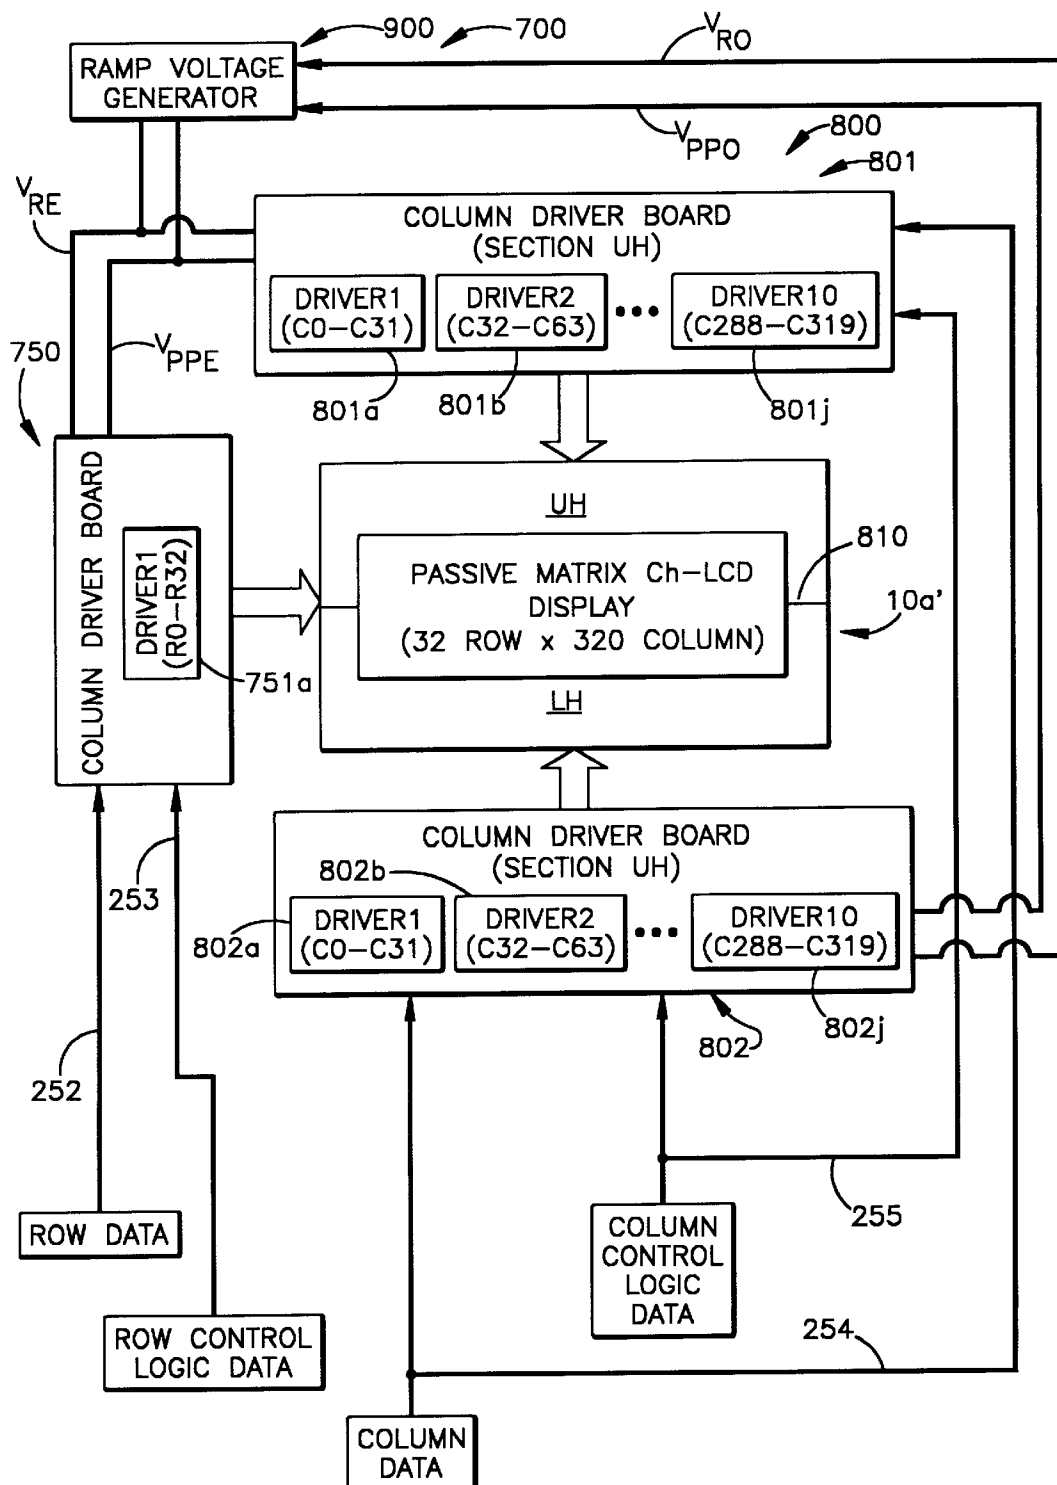 900
700
V_RO
RAMP VOLTAGE
GENERATOR
V_PPO
800
801
V_RE
COLUMN DRIVER BOARD
(SECTION UH)
DRIVER1
(C0-C31)
DRIVER2
(C32-C63)
•••
DRIVER10
(C288-C319)
750
V_PPE
801a
801b
801j
COLUMN DRIVER BOARD
DRIVER1
(R0-R32)
751a
UH
810
PASSIVE MATRIX Ch-LCD
DISPLAY
(32 ROW x 320 COLUMN)
10a'
LH
COLUMN DRIVER BOARD
(SECTION UH)
253
802b
802a
DRIVER1
(C0-C31)
DRIVER2
(C32-C63)
•••
DRIVER10
(C288-C319)
802
802j
252
255
ROW DATA
COLUMN
CONTROL
LOGIC
DATA
ROW CONTROL
LOGIC DATA
254
COLUMN
DATA